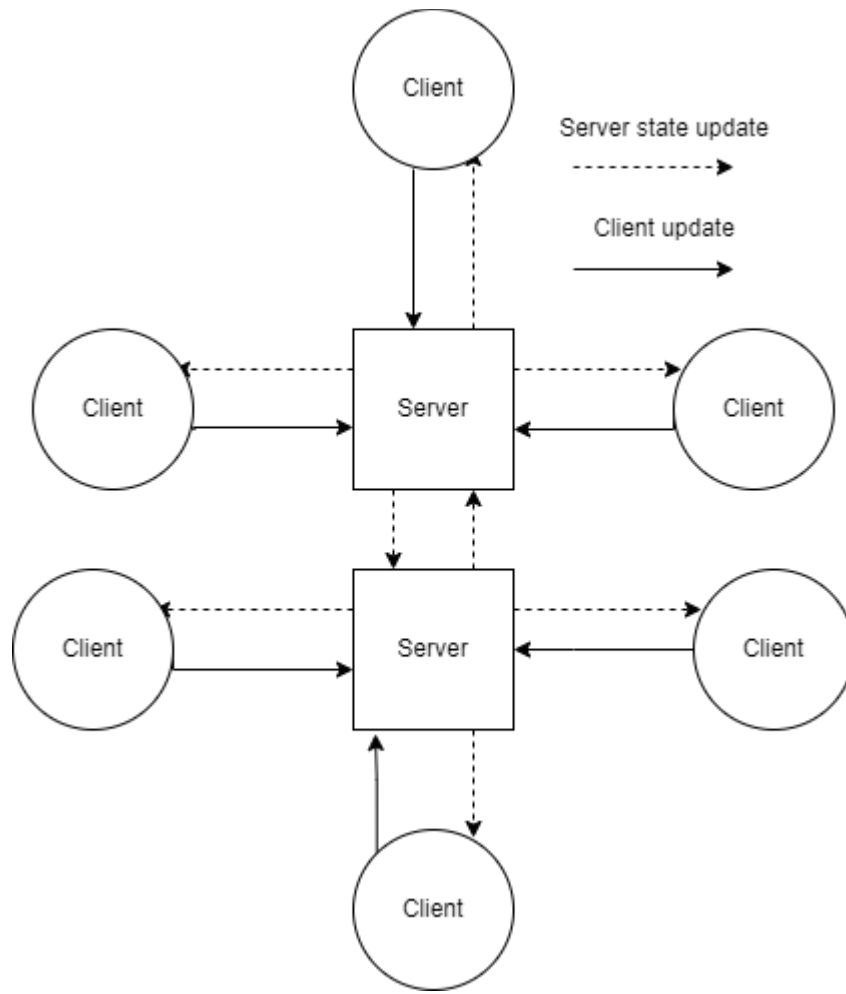 Client
Server state update
Client update
Client
Server
Client
Client
Server
Client
Client